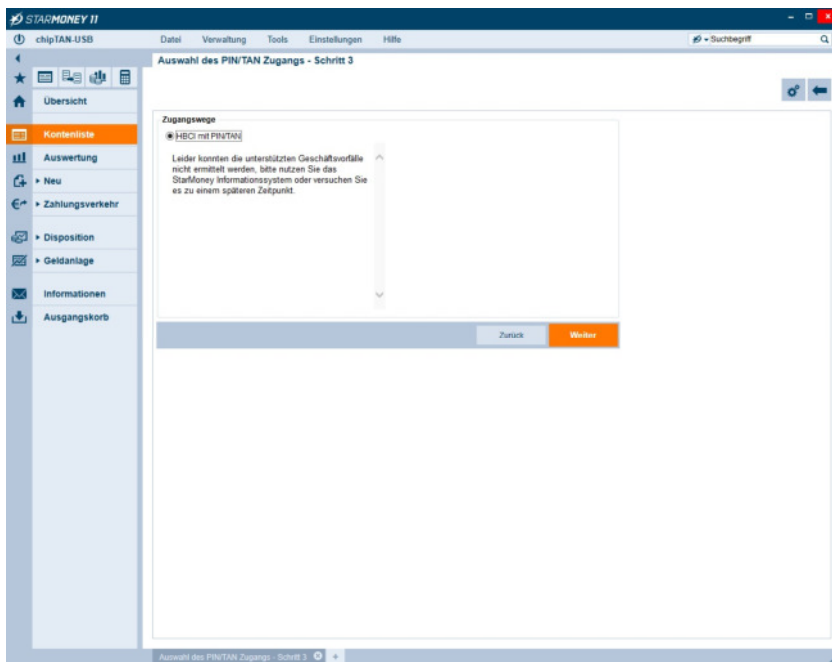 STARMONEY 11
chipTAN-USB
Datei Verwaltung Tools Einstellungen Hilfe
Suchbegriff
Auswahl des PIN/TAN Zugangs - Schritt 3
Übersicht
Kontenliste
Auswertung
Neu
Zahlungsverkehr
Disposition
Geldanlage
Informationen
Ausgangskorb
Zugangswege
HBCI mit PIN/TAN
Leider konnten die unterstützten Geschäftsvorfälle
nicht ermittelt werden, bitte nutzen Sie das
StarMoney Informationssystem oder versuchen Sie
es zu einem späteren Zeitpunkt.
Zurück Weiter
Auswahl des PIN/TAN Zugangs - Schritt 3